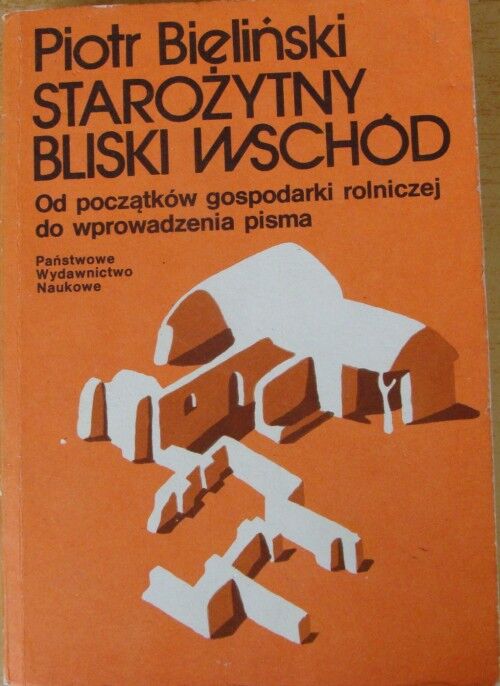 Piotr Bieliński
STAROŻYTNY
BLISKI WSCHÓD
Od początków gospodarki rolniczej
do wprowadzenia pisma
Państwowe
Wydawnictwo
Naukowe